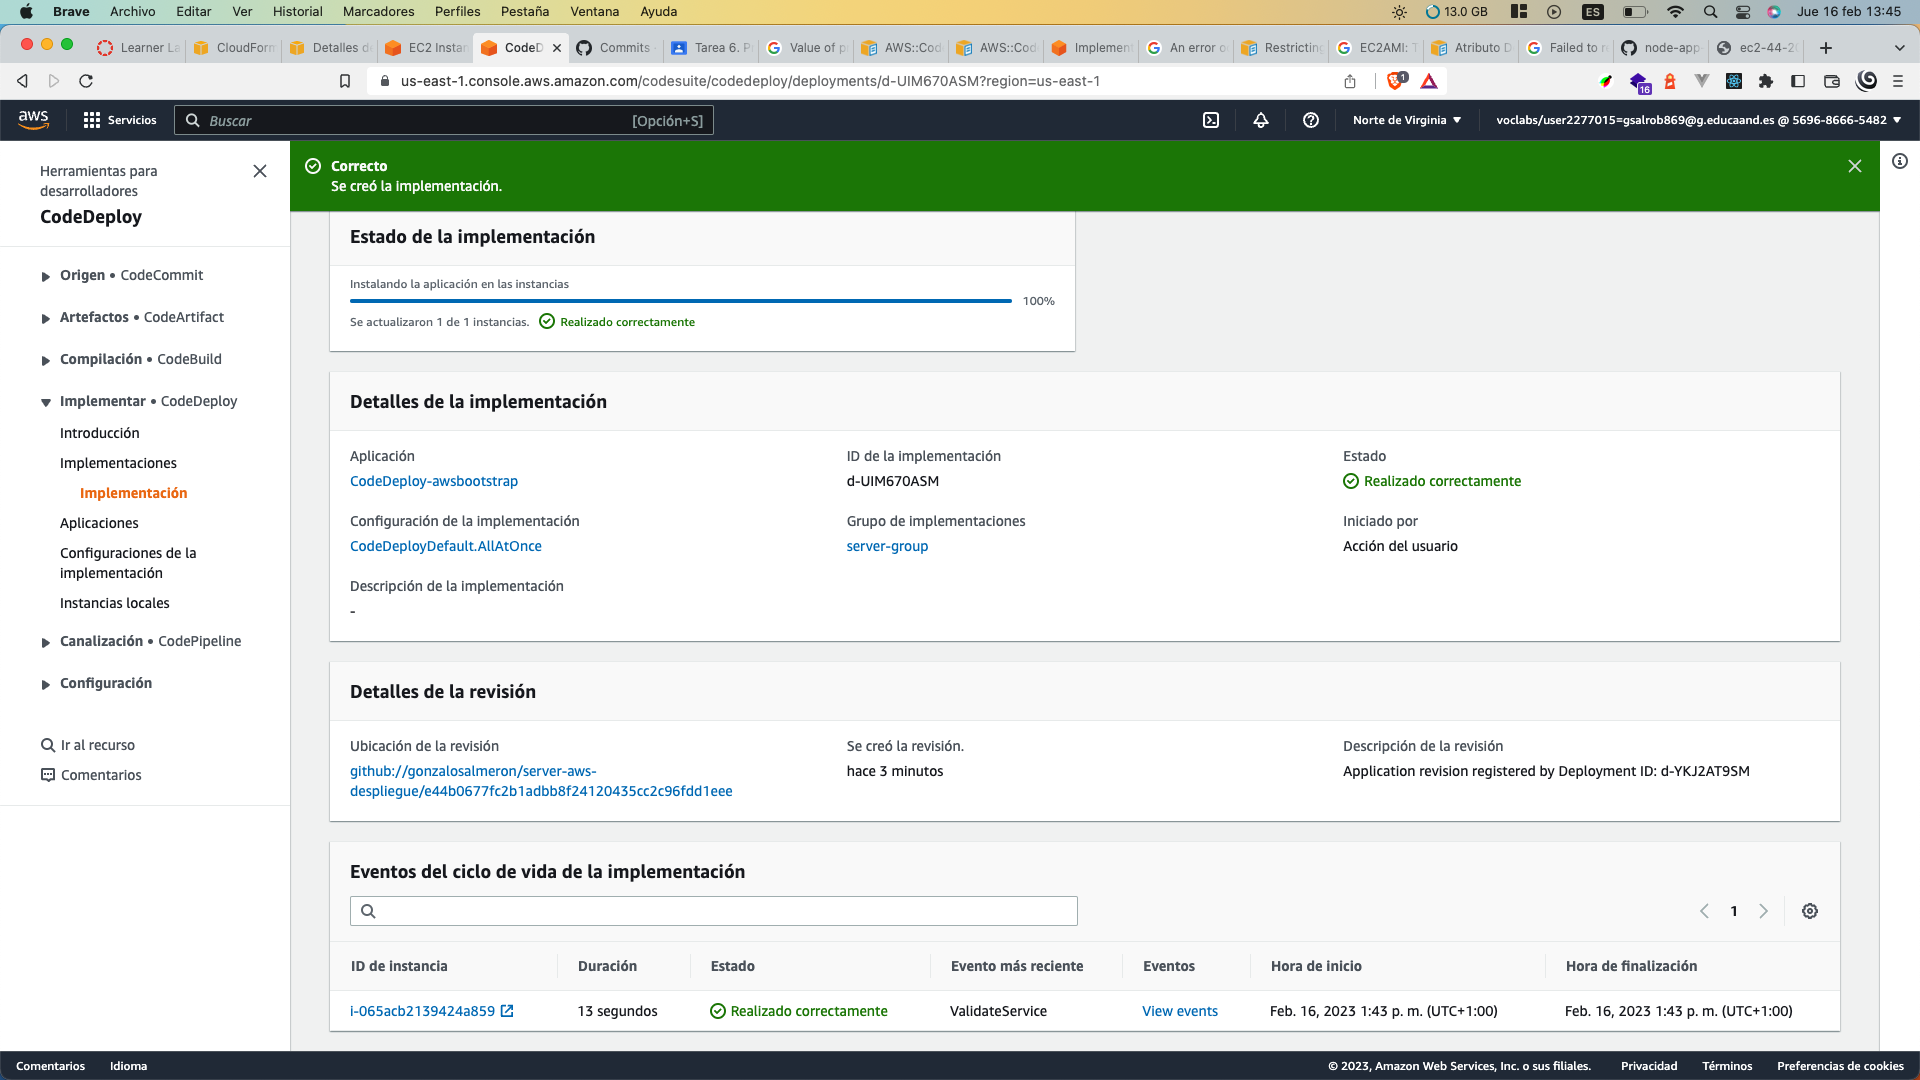 Brave Archivo Editar Ver Historial Marcadores Perfiles Pestaña Ventana Ayuda 13.0 GB ES Jue 16 feb 13:45
Learner La CloudForm Detalles de EC2 Instan CodeD Commits Tarea 6. P Value of p AWS::Cod AWS::Cod Implement An error o Restricting EC2AMI: T Atributo D Failed to r node-app- ec2-44-20
us-east-1.console.aws.amazon.com/codesuite/codedeploy/deployments/d-UIM670ASM?region=us-east-1 1 16
aws Servicios Buscar [Opción+S] Norte de Virginia voclabs/user2277015=gsalrob869@g.educaand.es @ 5696-8666-5482
Herramientas para desarrolladores
CodeDeploy
Origen • CodeCommit
Artefactos • CodeArtifact
Compilación • CodeBuild
Implementar • CodeDeploy
Introducción
Implementaciones
Implementación
Aplicaciones
Configuraciones de la
implementación
Instancias locales
Canalización • CodePipeline
Configuración
Ir al recurso
Comentarios
Correcto
Se creó la implementación.
Estado de la implementación
Instalando la aplicación en las instancias
100%
Se actualizaron 1 de 1 instancias. Realizado correctamente
Detalles de la implementación
Aplicación ID de la implementación Estado
CodeDeploy-awsbootstrap d-UIM670ASM Realizado correctamente
Configuración de la implementación Grupo de implementaciones Iniciado por
CodeDeployDefault.AllAtOnce server-group Acción del usuario
Descripción de la implementación
-
Detalles de la revisión
Ubicación de la revisión Se creó la revisión. Descripción de la revisión
github://gonzalosalmeron/server-aws- hace 3 minutos Application revision registered by Deployment ID: d-YKJ2AT9SM
despliegue/e44b0677fc2b1adbb8f24120435cc2c96fdd1eee
Eventos del ciclo de vida de la implementación
1
ID de instancia Duración Estado Evento más reciente Eventos Hora de inicio Hora de finalización
i-065acb2139424a859 13 segundos Realizado correctamente ValidateService View events Feb. 16, 2023 1:43 p. m. (UTC+1:00) Feb. 16, 2023 1:43 p. m. (UTC+1:00)
Comentarios Idioma © 2023, Amazon Web Services, Inc. o sus filiales. Privacidad Términos Preferencias de cookies